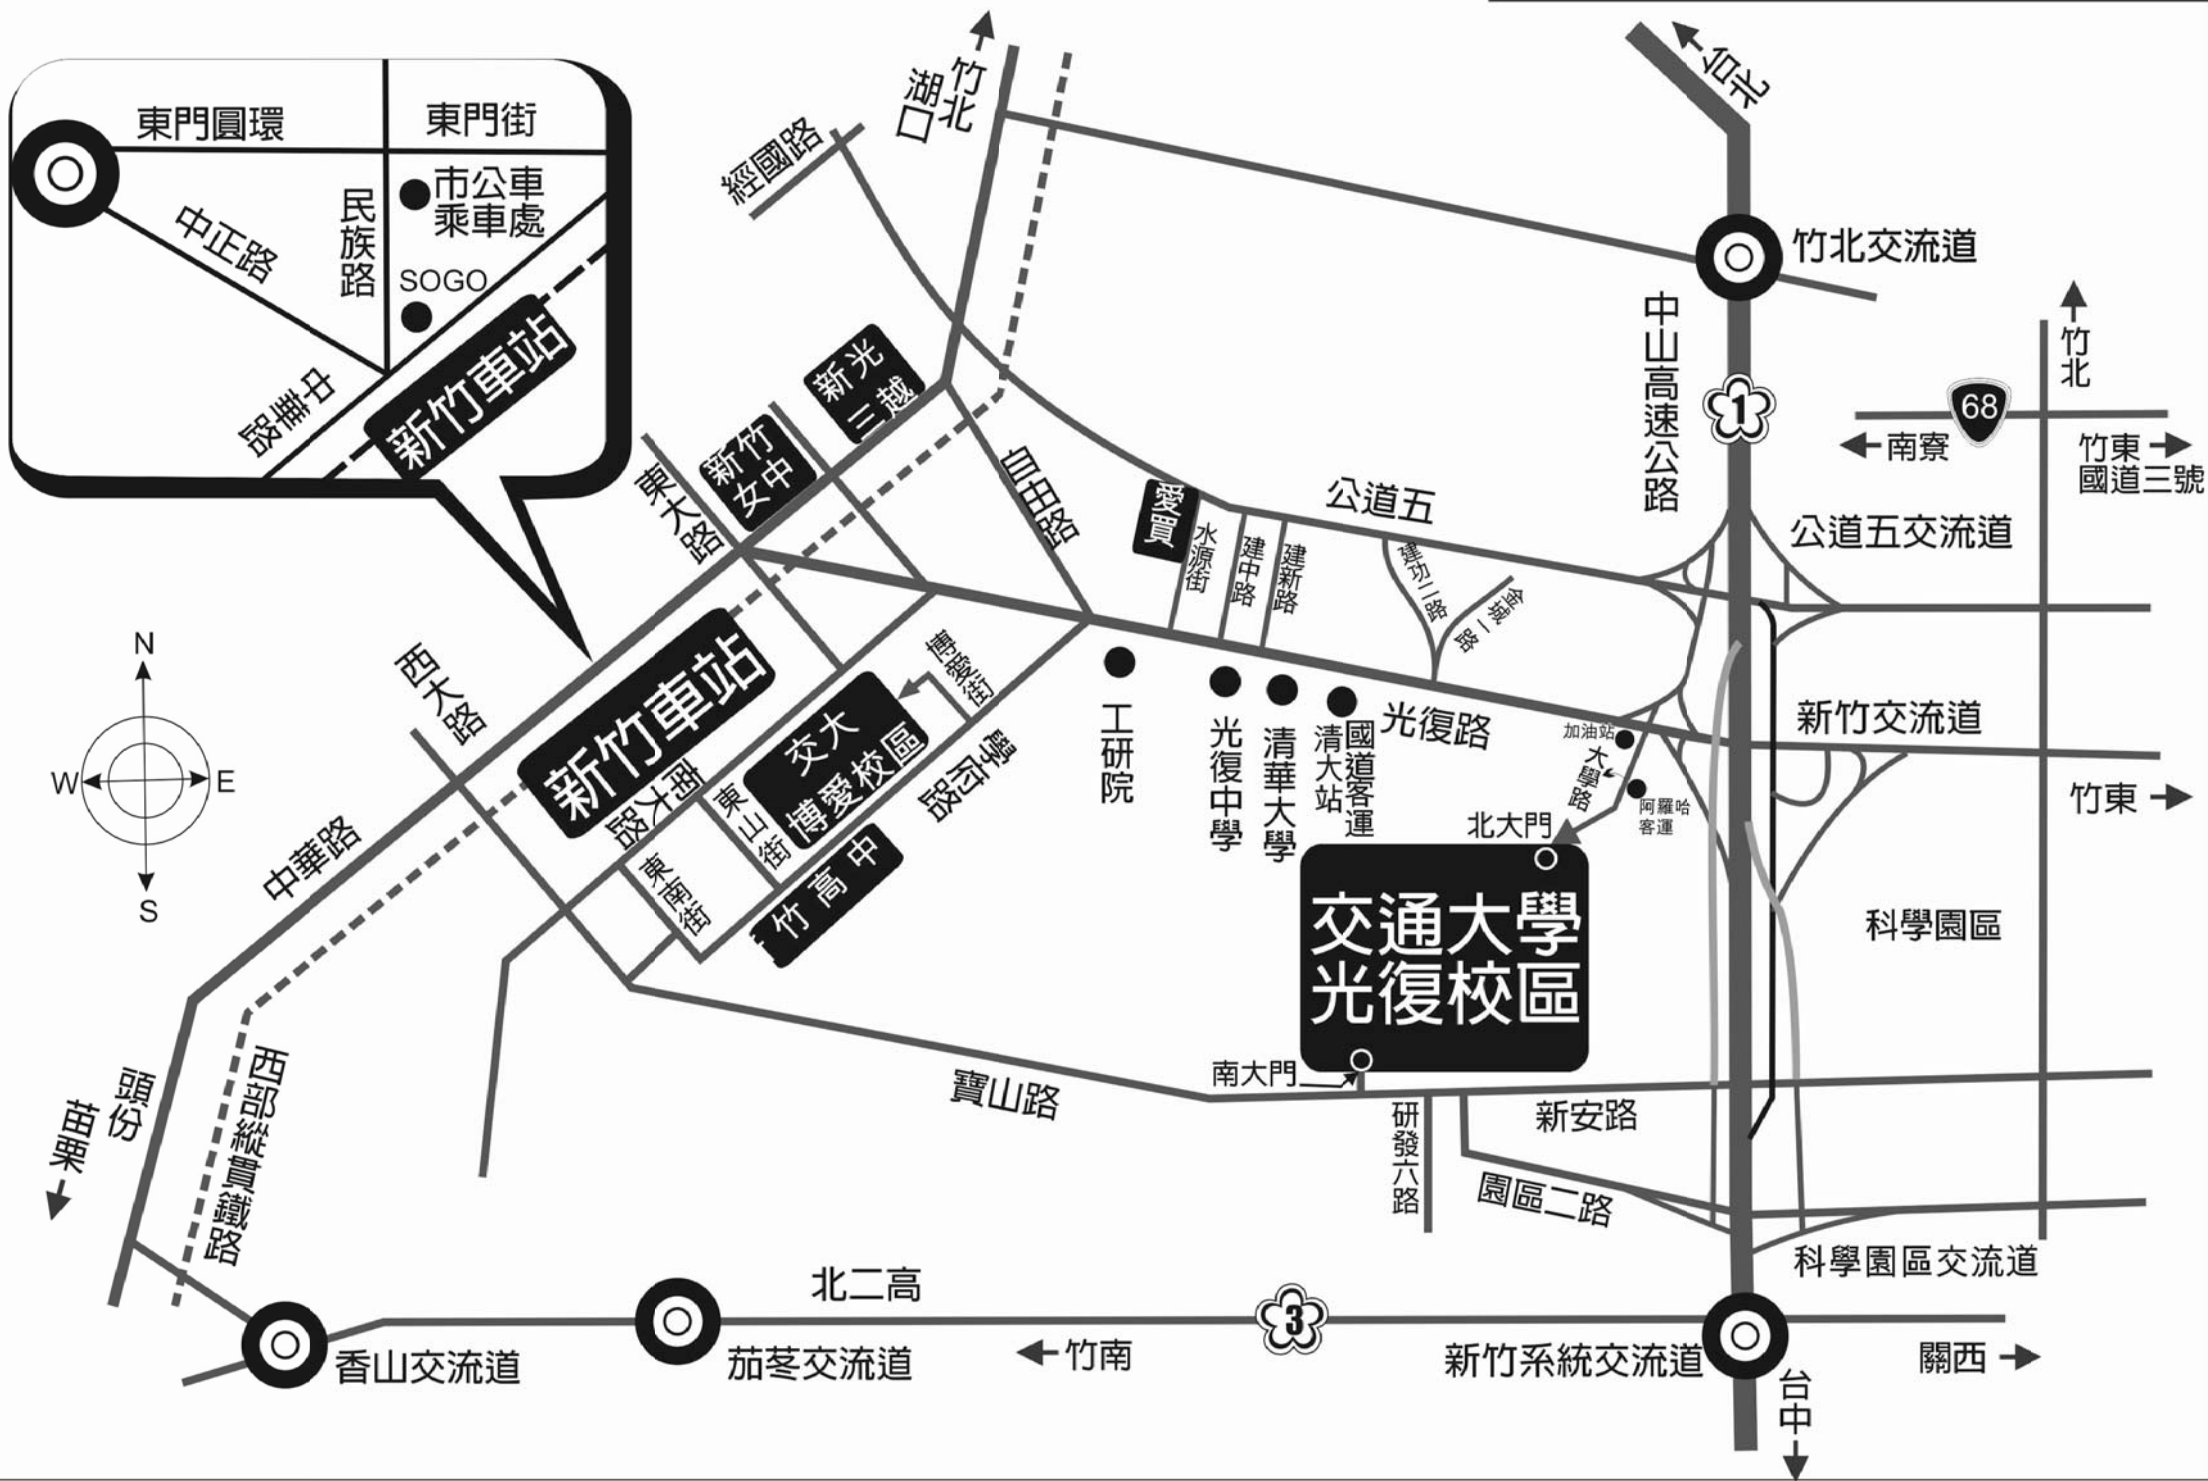 東門圓環
東門街
市公車
乘車處
民族路
中正路
SOGO
新竹車站
中華路
竹北
湖口
經國路
台北
竹北交流道
中山高速公路
1
竹北
68
南寮
竹東
國道三號
新光
三越
新竹
女中
東大路
自由路
愛買
水源街
建中路
建新路
公道五
建功二路
金城一路
公道五交流道
N
W
E
S
西大路
新竹車站
博愛街
交大
博愛校區
南大路
東山街
學府路
竹高中
東南街
工研院
光復中學
清華大學
國道客運
清大站
光復路
加油站
大學路
阿羅哈
客運
新竹交流道
竹東
北大門
交通大學
光復校區
南大門
科學園區
中華路
頭份
苗栗
西部縱貫鐵路
寶山路
研發六路
新安路
園區二路
科學園區交流道
北二高
3
香山交流道
茄苳交流道
竹南
新竹系統交流道
關西
台中